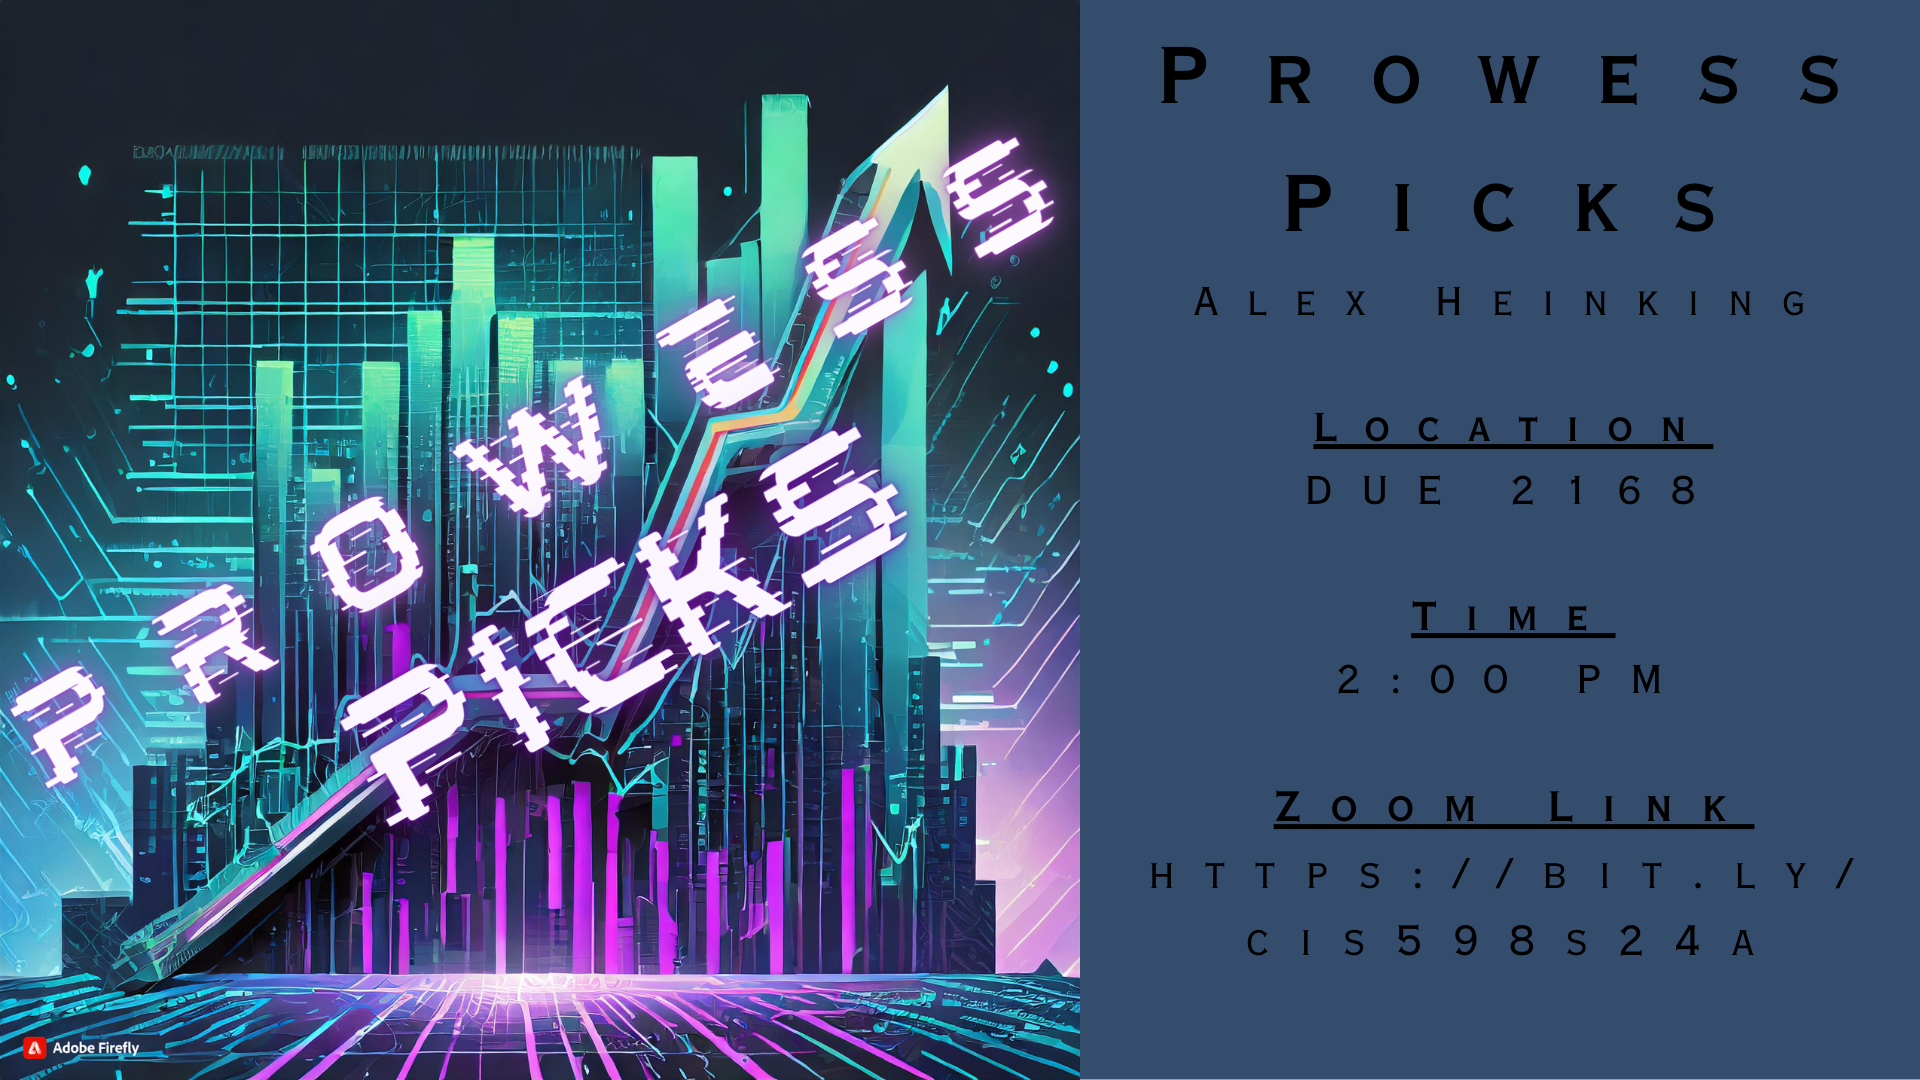 PROWESS
PICKS
Adobe Firefly
Prowess
Picks
Alex Heinking
Location
DUE 2168
Time
2:00 PM
Zoom Link
https://bit.ly/
cis598s24a